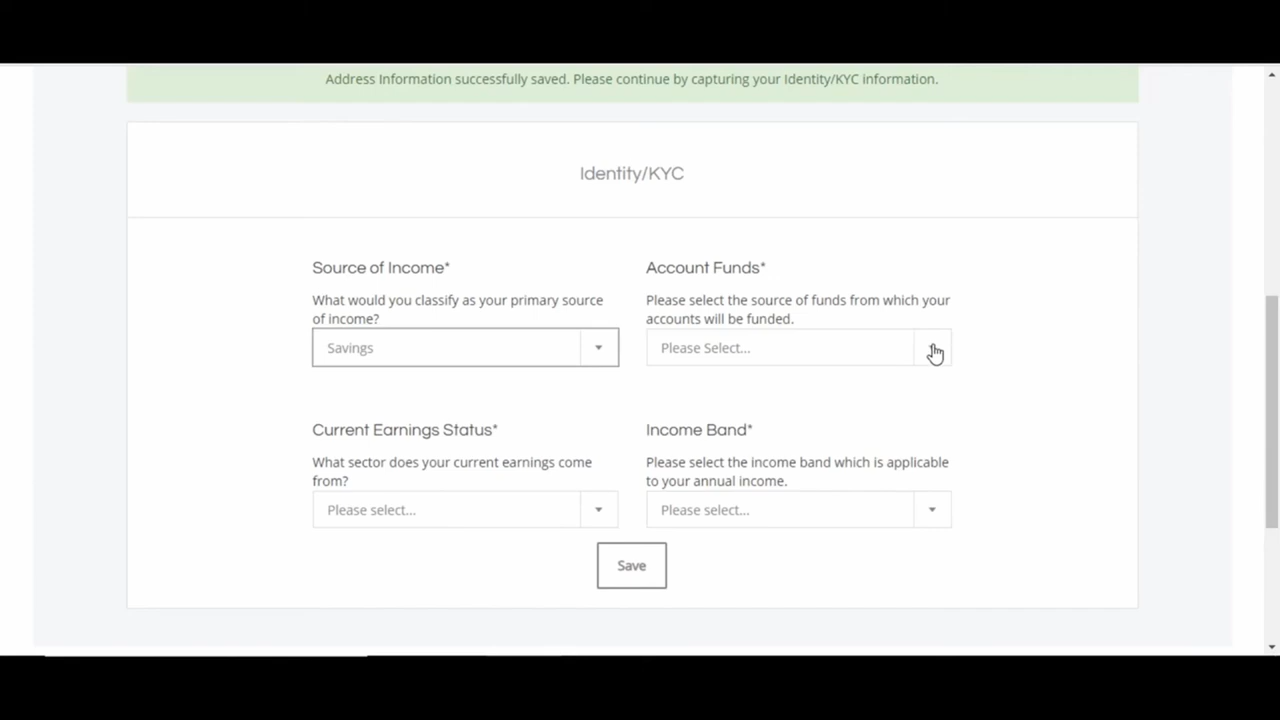 Address Information successfully saved. Please continue by capturing your Identity/KYC information.
Identity/KYC
Source of Income*
What would you classify as your primary source
of income?
Savings
Account Funds*
Please select the source of funds from which your
accounts will be funded.
Please Select...
Current Earnings Status*
What sector does your current earnings come
from?
Please select...
Income Band*
Please select the income band which is applicable
to your annual income.
Please select...
Save